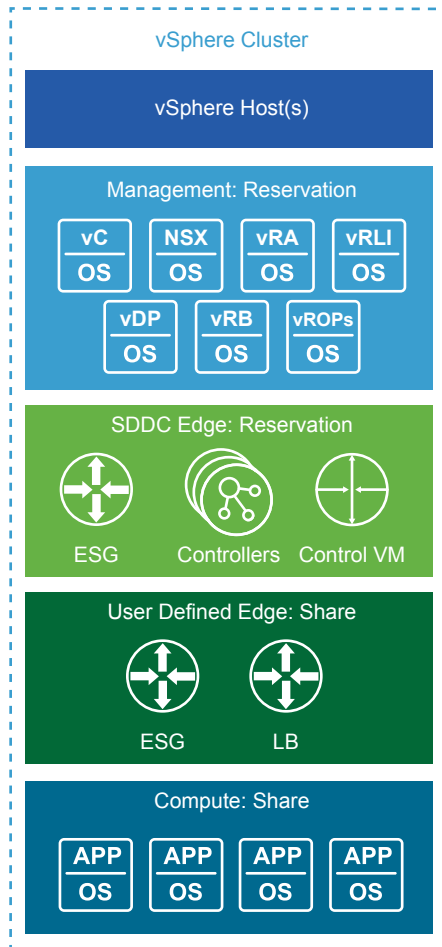 vSphere Cluster
vSphere Host(s)
Management: Reservation
vC NSX vRA vRLI
OS OS OS OS
vDP vRB vROPs
OS OS OS
SDDC Edge: Reservation
ESG Controllers Control VM
User Defined Edge: Share
ESG LB
Compute: Share
APP APP APP APP
OS OS OS OS